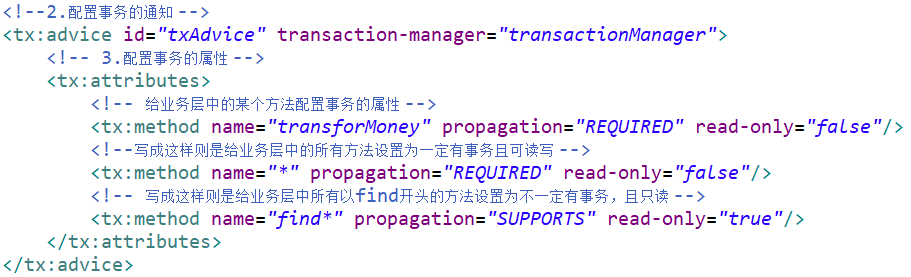 <!--2.配置事务的通知 -->
<tx:advice id="txAdvice" transaction-manager="transactionManager">
<!-- 3.配置事务的属性 -->
<tx:attributes>
<!-- 给业务层中的某个方法配置事务的属性 -->
<tx:method name="transforMoney" propagation="REQUIRED" read-only="false"/>
<!--写成这样则是给业务层中的所有方法设置为一定有事务且可读写 -->
<tx:method name="*" propagation="REQUIRED" read-only="false"/>
<!-- 写成这样则是给业务层中所有以find开头的方法设置为不一定有事务，且只读 -->
<tx:method name="find*" propagation="SUPPORTS" read-only="true"/>
</tx:attributes>
</tx:advice>